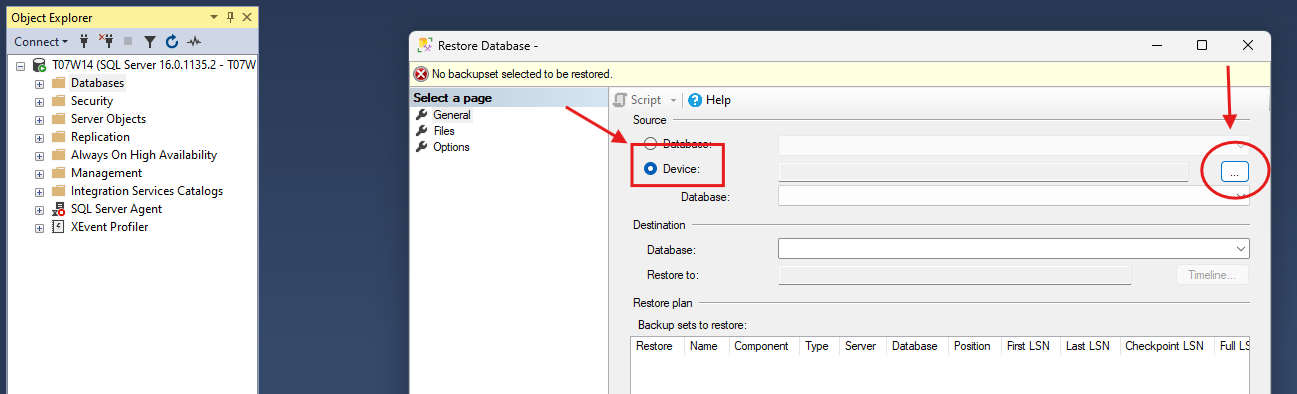 Object Explorer
Connect
T07W14 (SQL Server 16.0.1135.2 - T07W
Databases
Security
Server Objects
Replication
Always On High Availability
Management
Integration Services Catalogs
SQL Server Agent
XEvent Profiler
Restore Database -
No backupset selected to be restored.
Select a page
General
Files
Options
Script
Help
Source
Database:
Device:
...
Database:
Destination
Database:
Restore to:
Timeline...
Restore plan
Backup sets to restore:
Restore Name Component Type Server Database Position First LSN Last LSN Checkpoint LSN Full LS